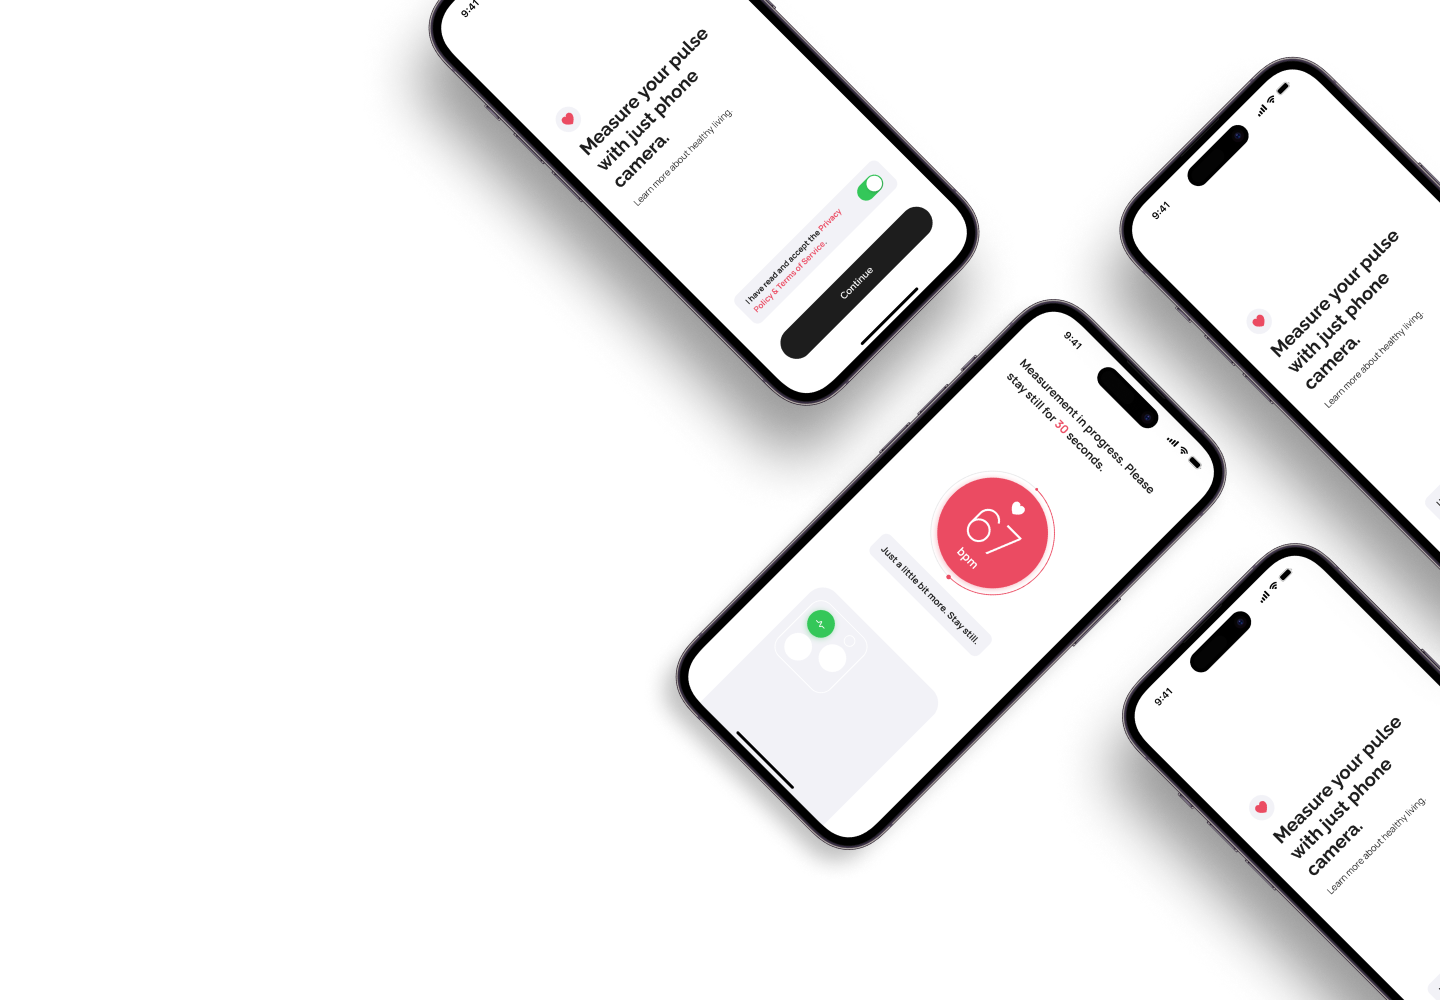 9:41
Measure your pulse
with just phone
camera.
Learn more about healthy living.
I have read and accept the Privacy
Policy & Terms of Service.
Continue
9:41
Measurement in progress. Please
stay still for 30 seconds.
67
bpm
Just a little bit more. Stay still.
9:41
Measure your pulse
with just phone
camera.
Learn more about healthy living.
9:41
Measure your pulse
with just phone
camera.
Learn more about healthy living.